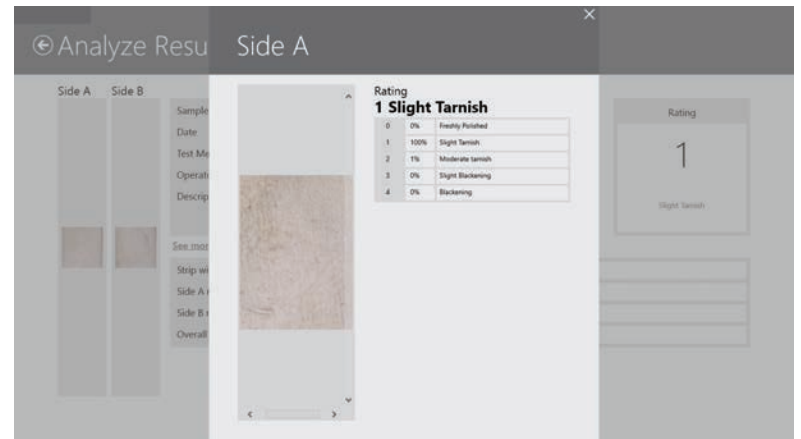 Analyze Resu
Side A
Side A Side B
Sample
Date
Test Me
Operato
Descrip
See mor
Strip wi
Side A r
Side B r
Overall
Rating
1 Slight Tarnish
0 0% Freshly Polished
1 100% Slight Tarnish
2 1% Moderate tarnish
3 0% Slight Blackening
4 0% Blackening
Rating
1
Slight Tarnish